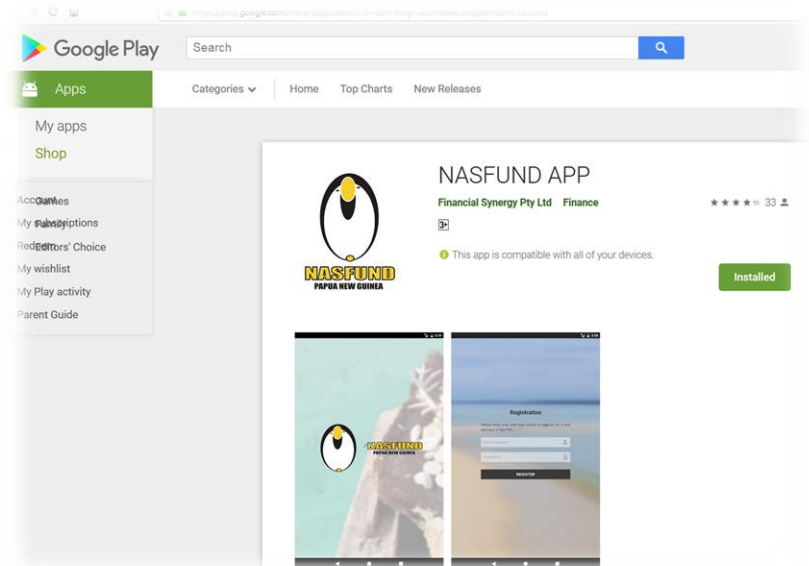 Google Play
Search
Apps
Categories
Home
Top Charts
New Releases
My apps
Shop
Account
Games
My subscriptions
Family
Redeem
Editors' Choice
My wishlist
My Play activity
Parent Guide
NASFUND
PAPUA NEW GUINEA
NASFUND APP
Financial Synergy Pty Ltd Finance
33
3+
This app is compatible with all of your devices.
Installed
NASFUND
PAPUA NEW GUINEA
Registration
REGISTER